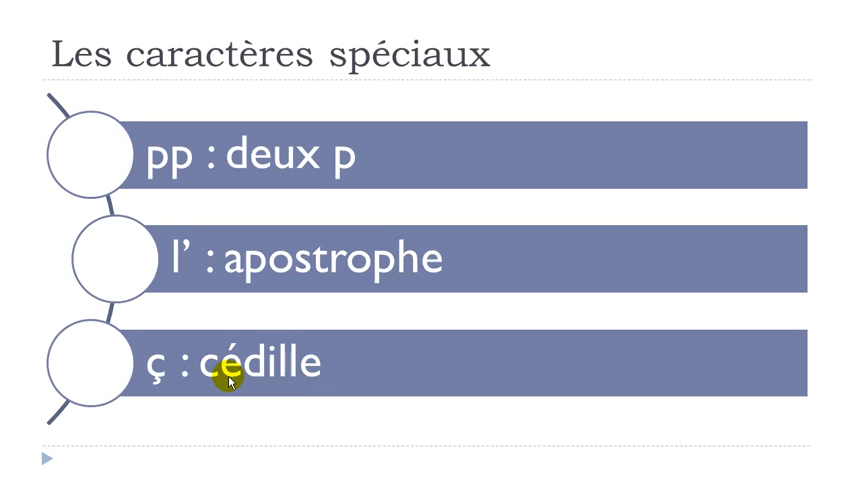 Les caractères spéciaux
pp : deux p
l’ : apostrophe
ç : cédille